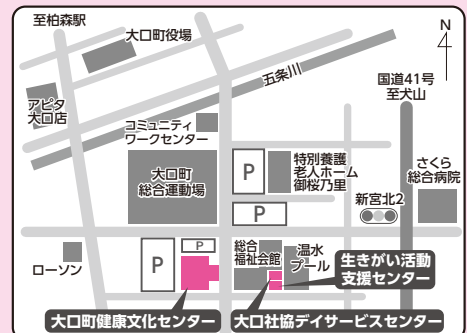 至柏森駅
大口町役場
N
五条川
国道41号
至犬山
アピタ
大口店
コミュニティ
ワークセンター
大口町
総合運動場
P
特別養護
老人ホーム
御桜乃里
さくら
総合病院
P
新宮北2
P
P
総合
福祉会館
温水
プール
生きがい活動
支援センター
ローソン
大口町健康文化センター
大口社協デイサービスセンター